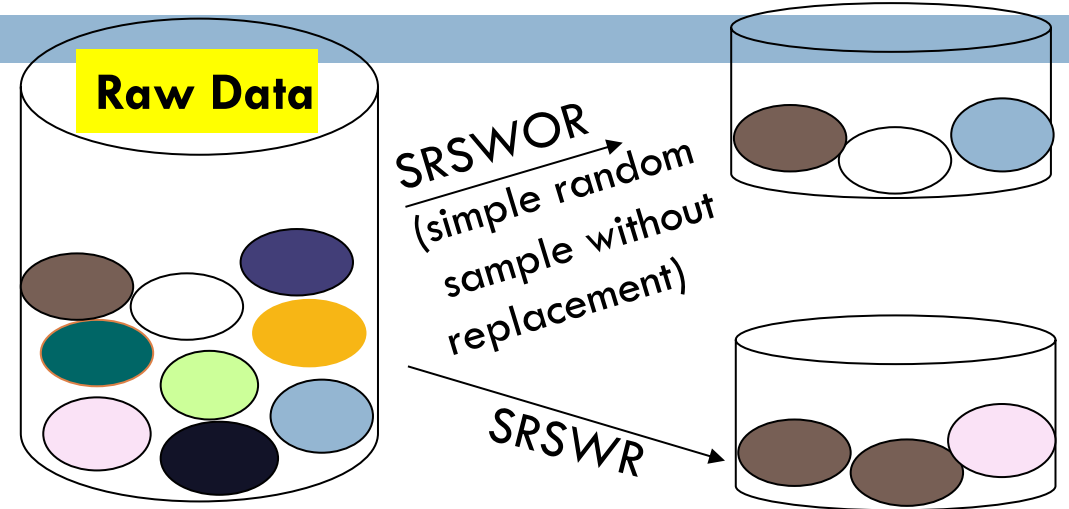 Raw Data
SRSWOR
(simple random
sample without
replacement)
SRSWR